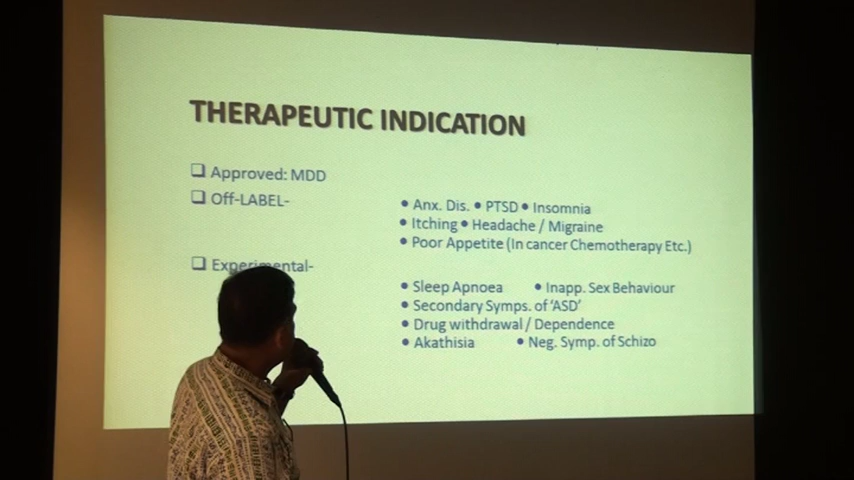 THERAPEUTIC INDICATION
❑ Approved: MDD
❑ Off-LABEL-
• Anx. Dis. • PTSD • Insomnia
• Itching • Headache / Migraine
• Poor Appetite (In cancer Chemotherapy Etc.)
❑ Experimental-
• Sleep Apnoea • Inapp. Sex Behaviour
• Secondary Symps. of 'ASD'
• Drug withdrawal / Dependence
• Akathisia • Neg. Symp. of Schizo